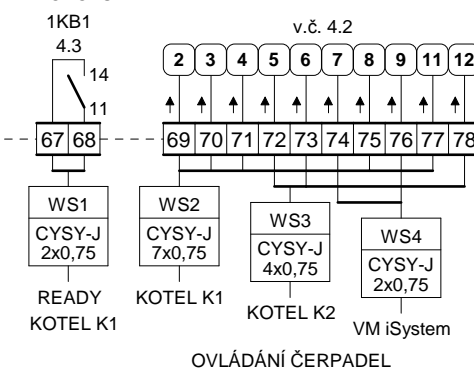 1KB1
4.3
14
11
v.č. 4.2
2 3 4 5 6 7 8 9 11 12
67 68 69 70 71 72 73 74 75 76 77 78
WS1
CYSY-J
2x0,75
READY
KOTEL K1
WS2
CYSY-J
7x0,75
KOTEL K1
WS3
CYSY-J
4x0,75
KOTEL K2
WS4
CYSY-J
2x0,75
VM iSystem
OVLÁDÁNÍ ČERPADEL